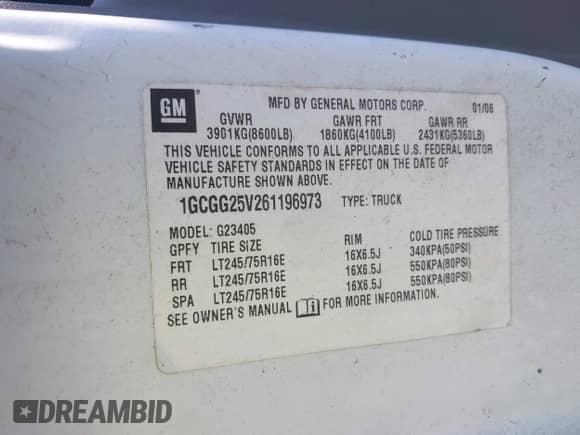 GM
MFD BY GENERAL MOTORS CORP. 01/06
GVWR GAWR FRT GAWR RR
3901KG(8600LB) 1860KG(4100LB) 2431KG(5360LB)
THIS VEHICLE CONFORMS TO ALL APPLICABLE U.S. FEDERAL MOTOR
VEHICLE SAFETY STANDARDS IN EFFECT ON THE DATE OF
MANUFACTURE SHOWN ABOVE.
1GCGG25V261196973 TYPE: TRUCK
MODEL: G23405
GPFY TIRE SIZE RIM COLD TIRE PRESSURE
FRT LT245/75R16E 16X6.5J 340KPA(50PSI)
RR LT245/75R16E 16X6.5J 550KPA(80PSI)
SPA LT245/75R16E 16X6.5J 550KPA(80PSI)
SEE OWNER'S MANUAL FOR MORE INFORMATION.
DREAMBID